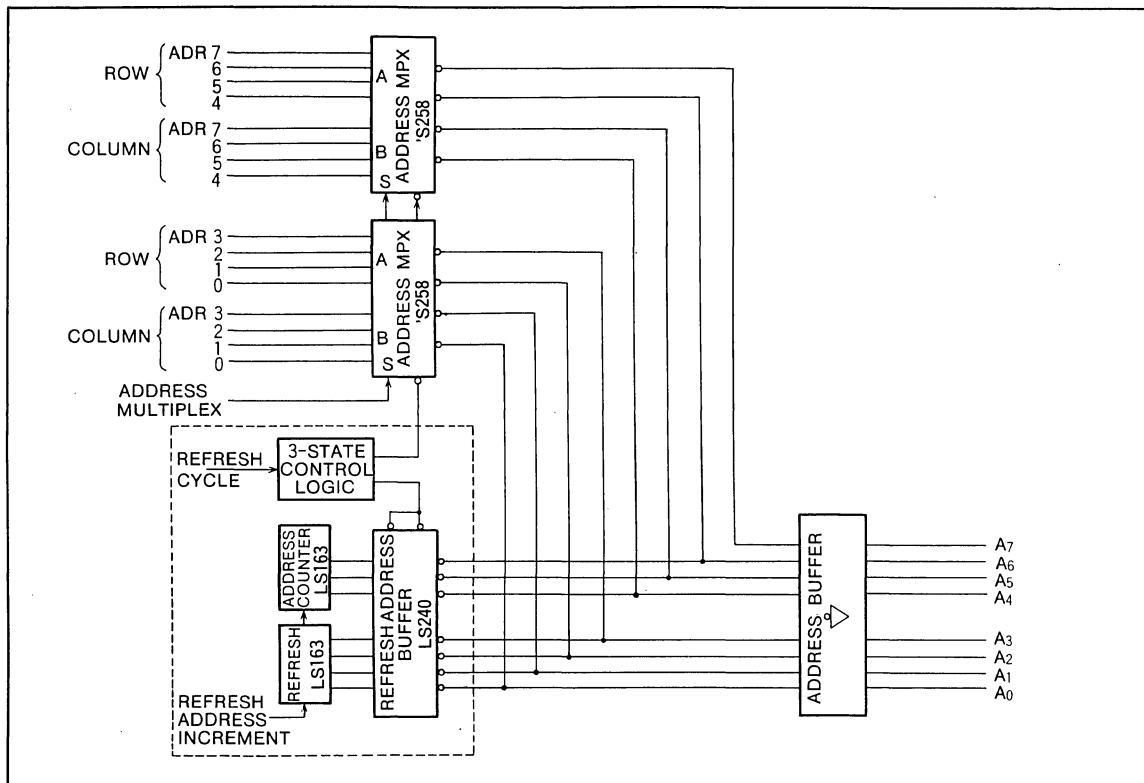 ROW
ADR 7
6
5
4
COLUMN
ADR 7
6
5
4
A
B
S
ADDRESS MPX
'S258
ROW
ADR 3
2
1
0
COLUMN
ADR 3
2
1
0
A
B
S
ADDRESS MPX
'S258
ADDRESS
MULTIPLEX
REFRESH
CYCLE
3-STATE
CONTROL
LOGIC
ADDRESS
COUNTER
LS163
REFRESH
LS163
REFRESH
ADDRESS
INCREMENT
REFRESH ADDRESS
BUFFER
LS240
ADDRESS BUFFER
A7
A6
A5
A4
A3
A2
A1
A0